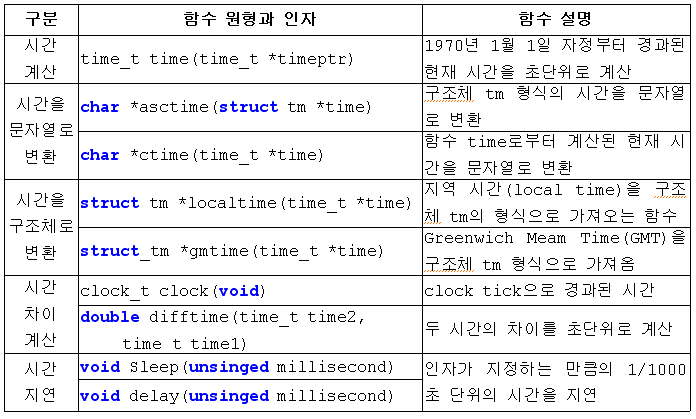 구분 함수 원형과 인자 함수 설명
시간
계산
time_t time(time_t *timeptr)
1970년 1월 1일 자정부터 경과된
현재 시간을 초단위로 계산
시간을
문자열로
변환
char *asctime(struct tm *time)
구조체 tm 형식의 시간을 문자열
로 변환
char *ctime(time_t *time)
함수 time로부터 계산된 현재 시
간을 문자열로 변환
시간을
구조체로
변환
struct tm *localtime(time_t *time)
지역 시간(local time)을 구조
체 tm의 형식으로 가져오는 함수
struct_tm *gmtime(time_t *time)
Greenwich Meam Time(GMT)을
구조체 tm 형식으로 가져옴
시간
차이
계산
clock_t clock(void)
clock tick으로 경과된 시간
double difftime(time_t time2,
time_t time1)
두 시간의 차이를 초단위로 계산
시간
지연
void Sleep(unsinged millisecond)
void delay(unsinged millisecond)
인자가 지정하는 만큼의 1/1000
초 단위의 시간을 지연